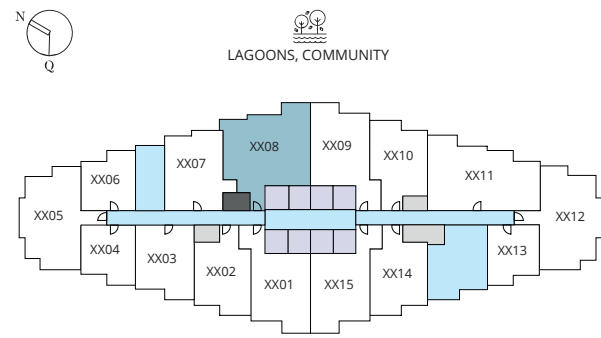 N
Q
LAGOONS, COMMUNITY
XX08
XX09
XX10
XX07
XX11
XX06
XX05
XX12
XX04
XX03
XX02
XX01
XX15
XX14
XX13